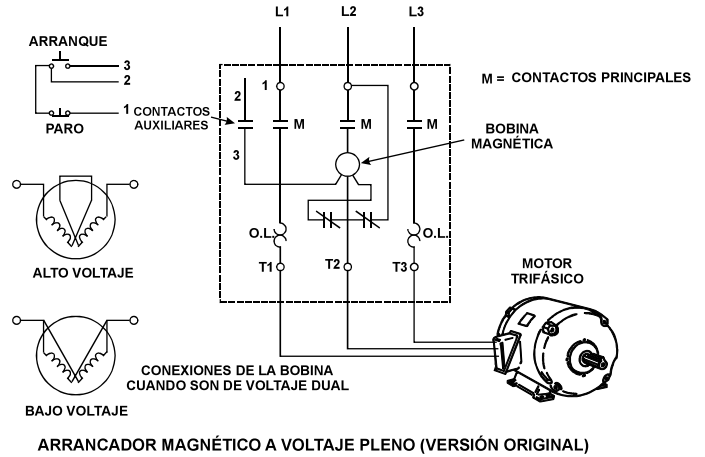 L1
L2
L3
ARRANQUE
3
2
1
PARO
CONTACTOS
AUXILIARES
2
1
M
M
M
3
M = CONTACTOS PRINCIPALES
BOBINA
MAGNÉTICA
O.L.
O.L.
T1
T2
T3
ALTO VOLTAJE
BAJO VOLTAJE
CONEXIONES DE LA BOBINA
CUANDO SON DE VOLTAJE DUAL
MOTOR
TRIFÁSICO
ARRANCADOR MAGNÉTICO A VOLTAJE PLENO (VERSIÓN ORIGINAL)